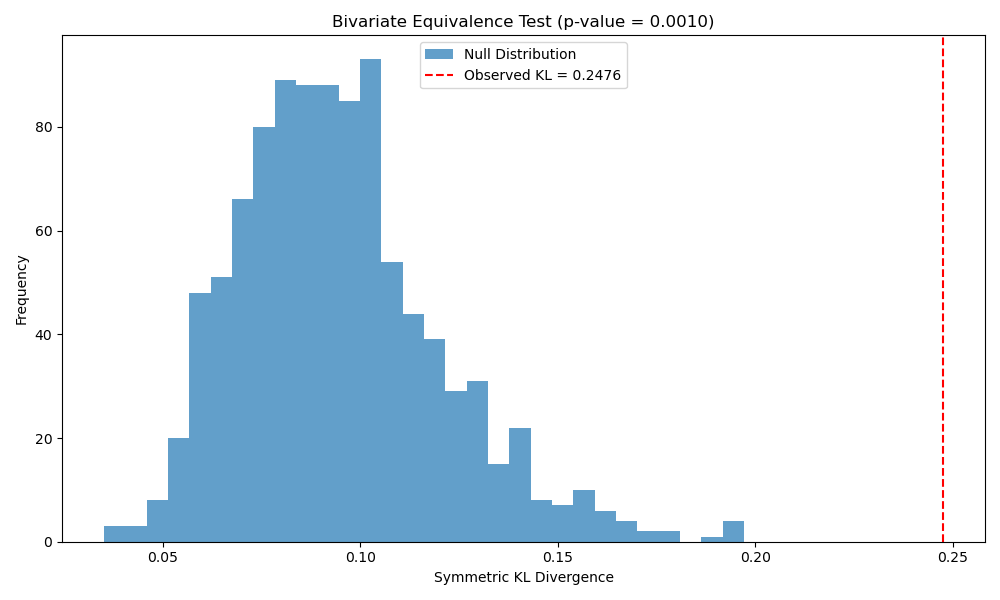 Bivariate Equivalence Test (p-value = 0.0010)
Null Distribution
Observed KL = 0.2476
Frequency
80
60
40
20
0
0.05
0.10
0.15
0.20
0.25
Symmetric KL Divergence